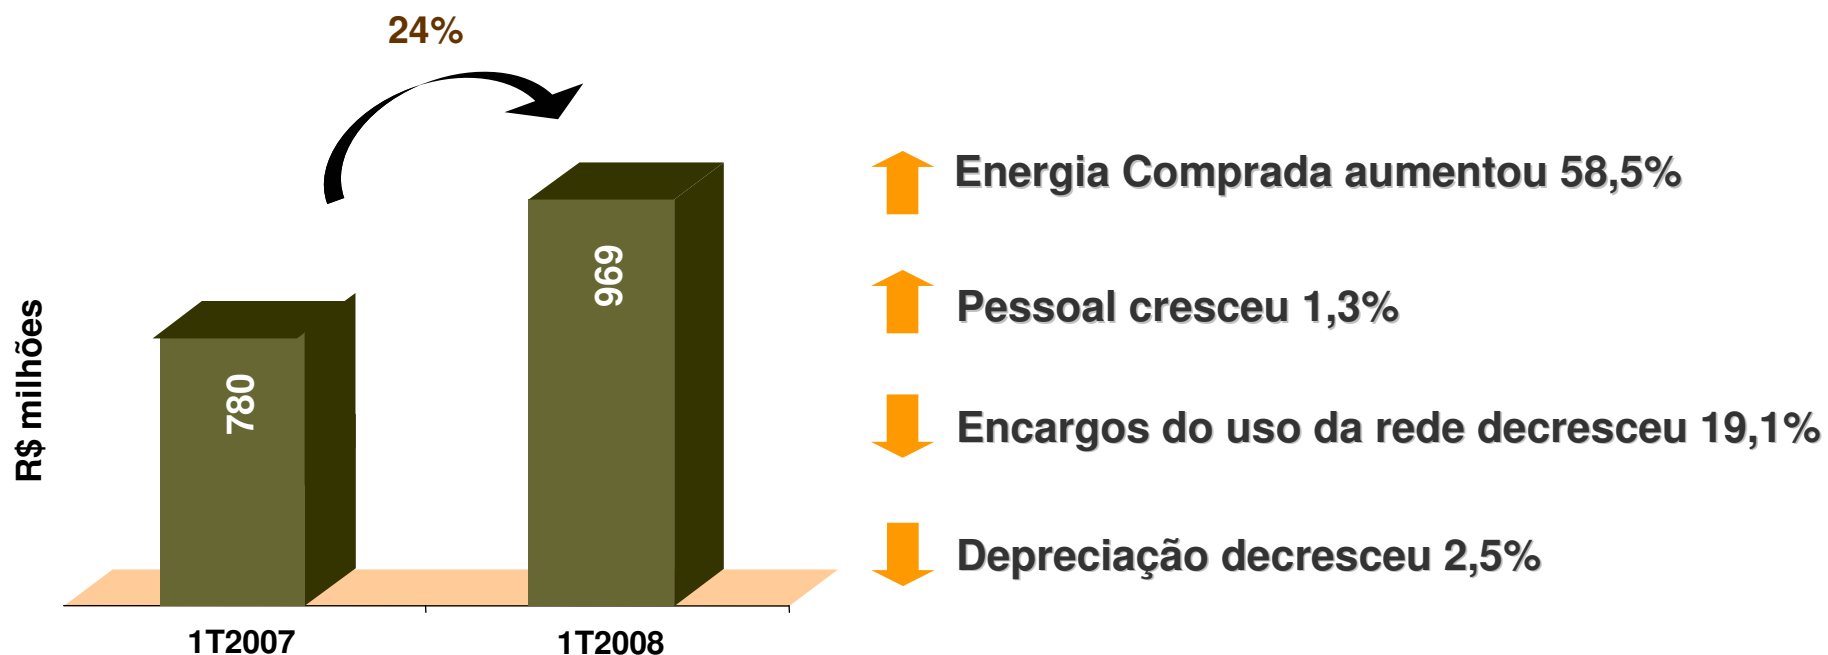 24%
R$ milhões
780
969
1T2007
1T2008
Energia Comprada aumentou 58,5%
Pessoal cresceu 1,3%
Encargos do uso da rede decresceu 19,1%
Depreciação decresceu 2,5%